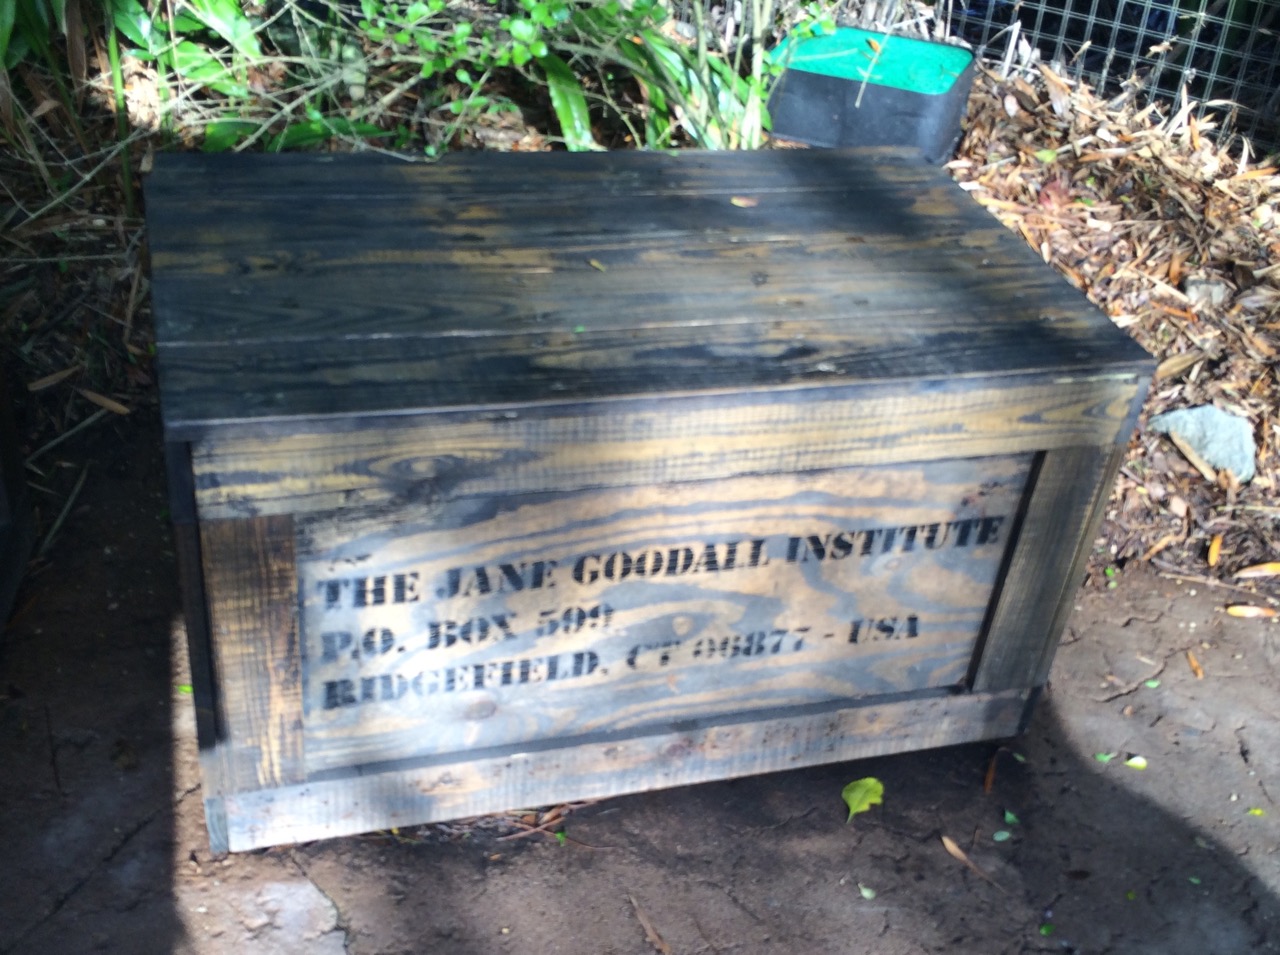 THE JANE GOODALL INSTITUTE
P.O. BOX 599
RIDGEFIELD, CT 06877 - USA